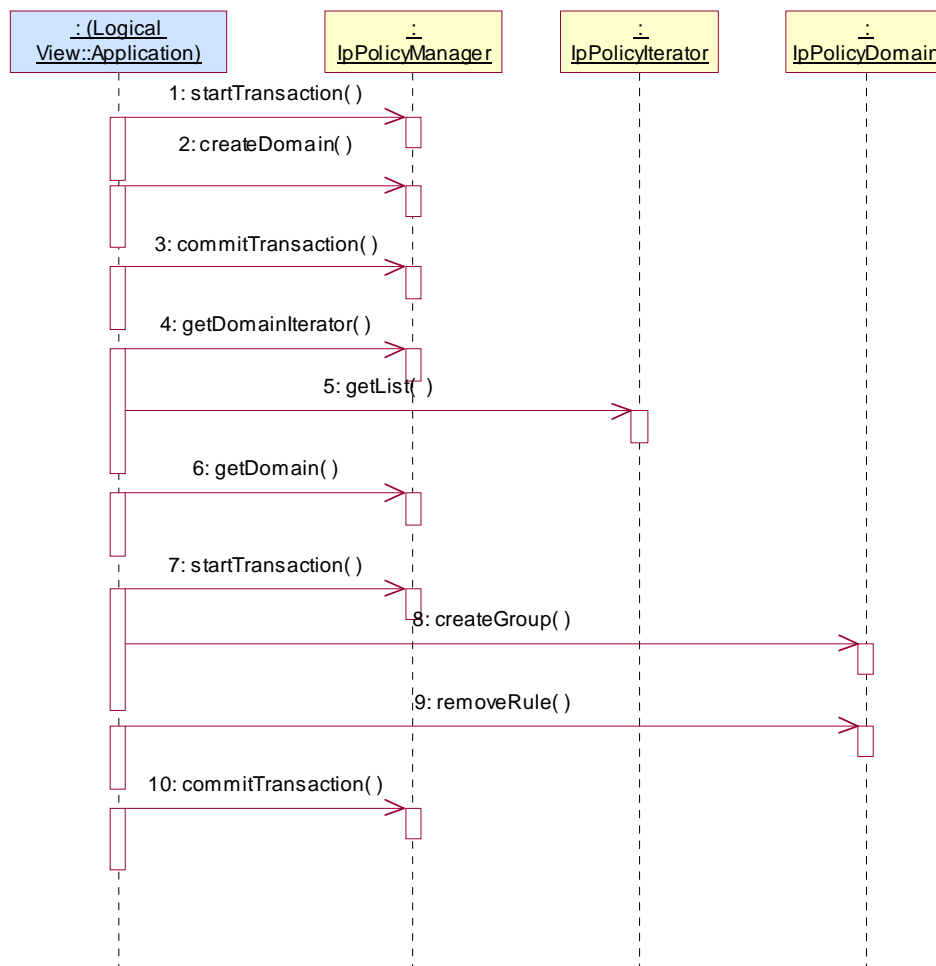 : (Logical
View::Application)
:
IpPolicyManager
:
IpPolicyIterator
:
IpPolicyDomain
1: startTransaction( )
2: createDomain( )
3: commitTransaction( )
4: getDomainIterator( )
5: getList( )
6: getDomain( )
7: startTransaction( )
8: createGroup( )
9: removeRule( )
10: commitTransaction( )